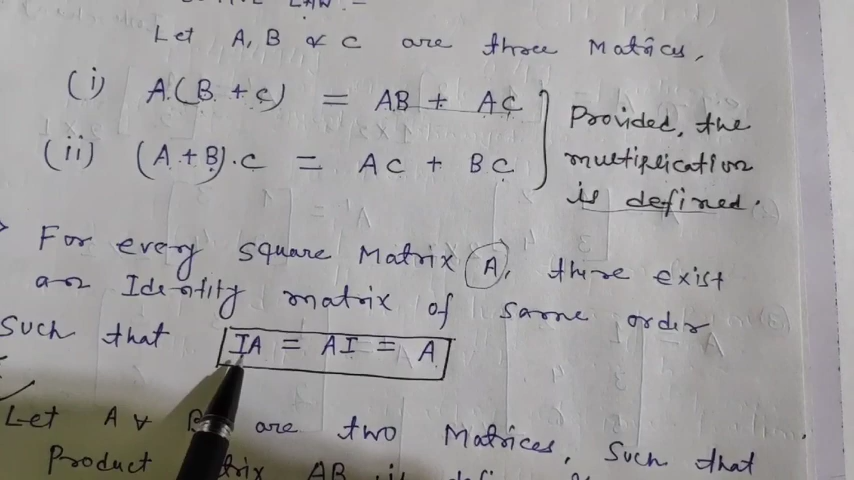 LAW :-
Let A, B & C are three Matrices,
(i) A.(B + C) = AB + AC
(ii) (A + B).C = AC + BC
Provided, the
multiplication
is defined.
For every square Matrix A, there exist
an Identity matrix of same order
Such that IA = AI = A
Let A & B are two Matrices, Such that
Product AB is